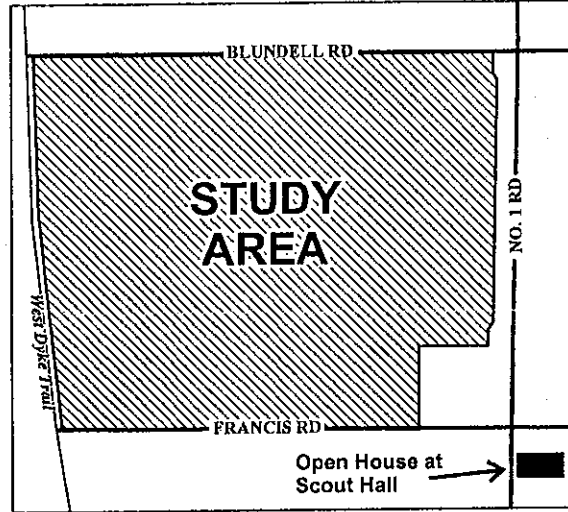 BLUNDELL RD
STUDY
AREA
NO. 1 RD
West Dyke Trail
FRANCIS RD
Open House at
Scout Hall